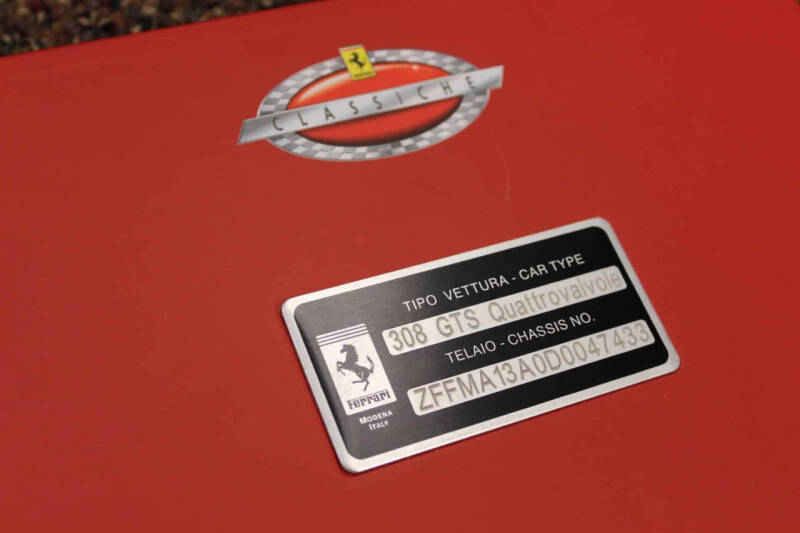 CLASSICHE
TIPO VETTURA - CAR TYPE
308 GTS Quattrovalvole
TELAIO - CHASSIS NO.
ZFFMA13A0D0047433
Ferrari
MODENA
ITALY